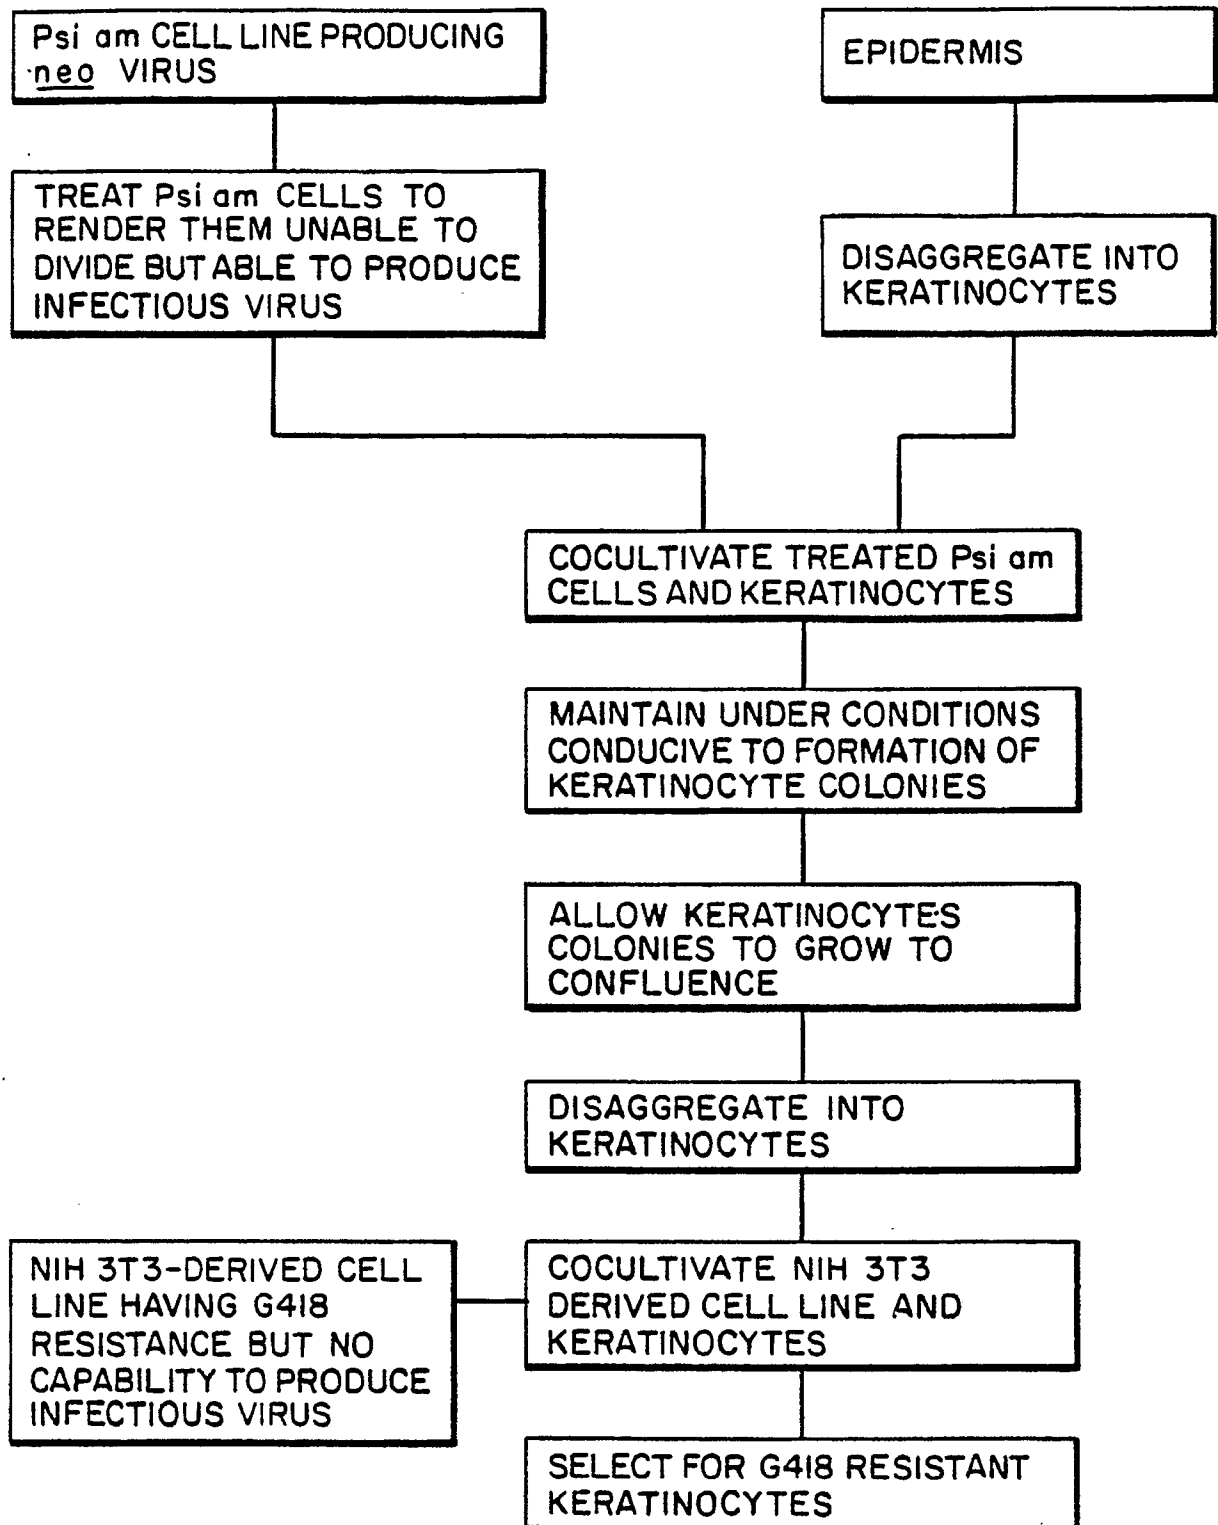 Psi am CELL LINE PRODUCING
neo VIRUS
EPIDERMIS
TREAT Psi am CELLS TO
RENDER THEM UNABLE TO
DIVIDE BUT ABLE TO PRODUCE
INFECTIOUS VIRUS
DISAGGREGATE INTO
KERATINOCYTES
COCULTIVATE TREATED Psi am
CELLS AND KERATINOCYTES
MAINTAIN UNDER CONDITIONS
CONDUCIVE TO FORMATION OF
KERATINOCYTE COLONIES
ALLOW KERATINOCYTES
COLONIES TO GROW TO
CONFLUENCE
DISAGGREGATE INTO
KERATINOCYTES
NIH 3T3-DERIVED CELL
LINE HAVING G418
RESISTANCE BUT NO
CAPABILITY TO PRODUCE
INFECTIOUS VIRUS
COCULTIVATE NIH 3T3
DERIVED CELL LINE AND
KERATINOCYTES
SELECT FOR G418 RESISTANT
KERATINOCYTES